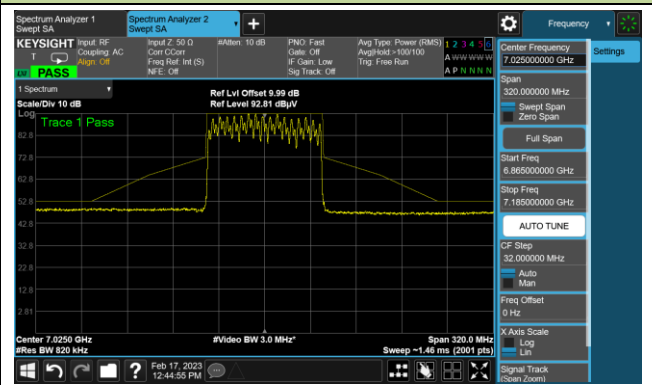 Spectrum Analyzer 1
Swept SA
Spectrum Analyzer 2
Swept SA
Frequency
KEYSIGHT
Input: RF
Coupling: AC
Align: Off
Input Z: 50 Ω
Corr CCorr
Freq Ref: Int (S)
NFE: Off
#Atten: 10 dB
PNO: Fast
Gate: Off
IF Gain: Low
Sig Track: Off
Avg Type: Power (RMS)
Avg|Hold:>100/100
Trig: Free Run
1 2 3 4 5 6
A W W W W W
A P N N N N
T
PASS
1 Spectrum
Scale/Div 10 dB
Ref Lvl Offset 9.99 dB
Ref Level 92.81 dBµV
Log
Trace 1 Pass
82.8
72.8
62.8
52.8
42.8
32.8
22.8
12.8
2.81
Center 7.0250 GHz
#Res BW 820 kHz
#Video BW 3.0 MHz*
Span 320.0 MHz
Sweep ~1.46 ms (2001 pts)
Feb 17, 2023
12:44:55 PM
Center Frequency
7.02500000 GHz
Settings
Span
320.000000 MHz
Swept Span
Zero Span
Full Span
Start Freq
6.865000000 GHz
Stop Freq
7.185000000 GHz
AUTO TUNE
CF Step
32.000000 MHz
Auto
Man
Freq Offset
0 Hz
X Axis Scale
Log
Lin
Signal Track
(Span Zoom)